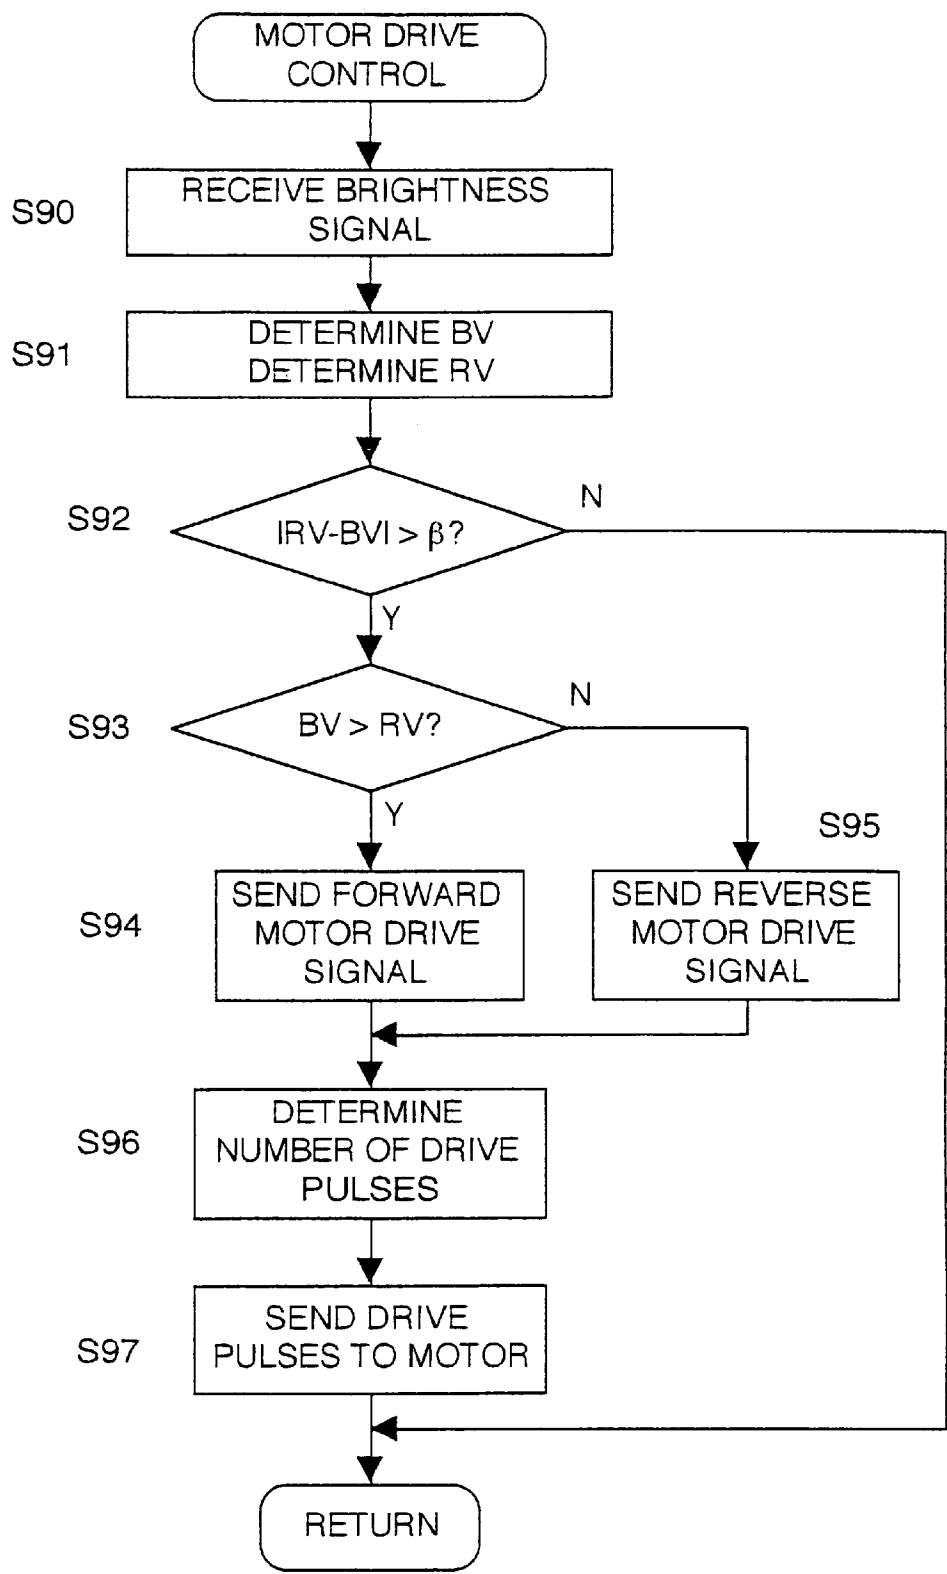 MOTOR DRIVE
CONTROL
S90
RECEIVE BRIGHTNESS
SIGNAL
S91
DETERMINE BV
DETERMINE RV
S92
IRV-BVI > β?
N
Y
S93
BV > RV?
N
Y
S95
S94
SEND FORWARD
MOTOR DRIVE
SIGNAL
SEND REVERSE
MOTOR DRIVE
SIGNAL
S96
DETERMINE
NUMBER OF DRIVE
PULSES
S97
SEND DRIVE
PULSES TO MOTOR
RETURN